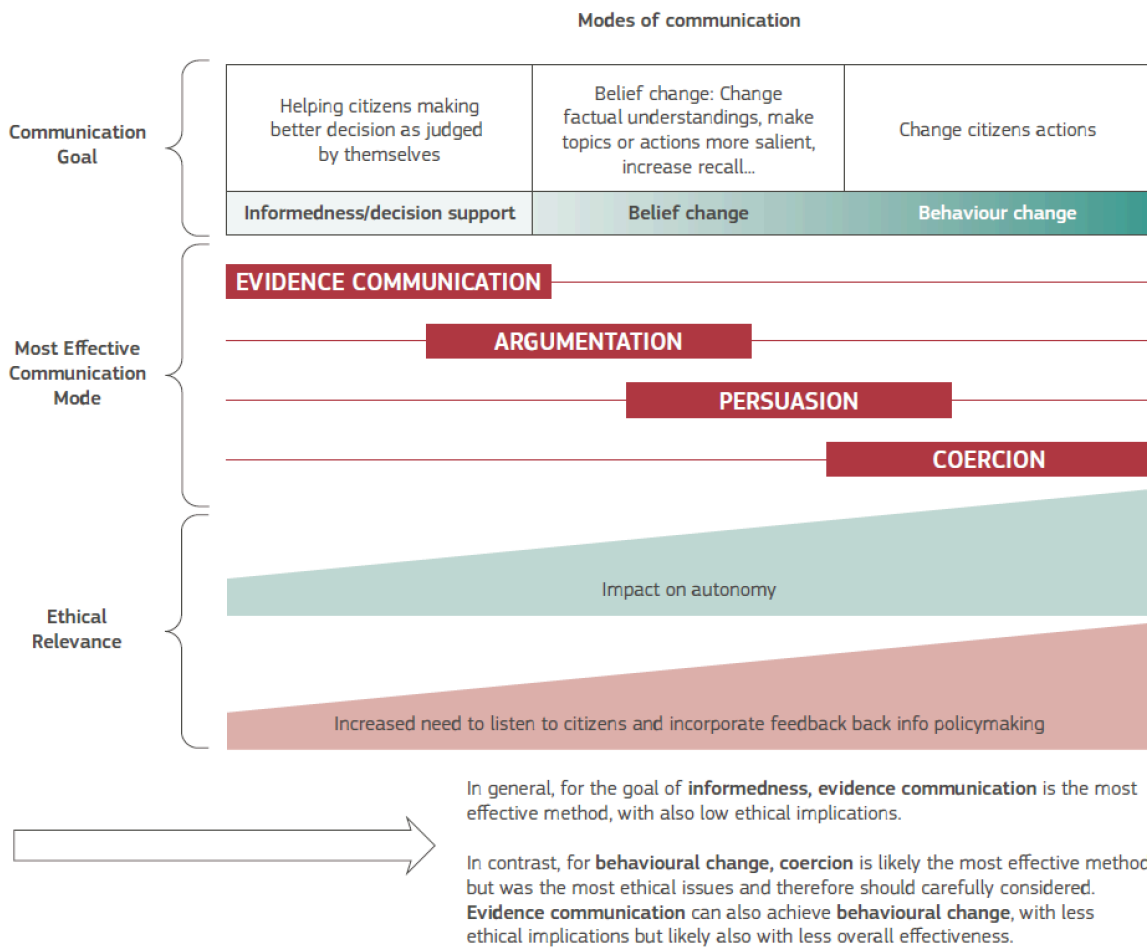 Modes of communication
Communication
Goal
Helping citizens making
better decision as judged
by themselves
Belief change: Change
factual understandings, make
topics or actions more salient,
increase recall...
Change citizens actions
Informedness/decision support
Belief change
Behaviour change
Most Effective
Communication
Mode
EVIDENCE COMMUNICATION
ARGUMENTATION
PERSUASION
COERCION
Ethical
Relevance
Impact on autonomy
Increased need to listen to citizens and incorporate feedback back info policymaking
In general, for the goal of informedness, evidence communication is the most
effective method, with also low ethical implications.
In contrast, for behavioural change, coercion is likely the most effective method
but was the most ethical issues and therefore should carefully considered.
Evidence communication can also achieve behavioural change, with less
ethical implications but likely also with less overall effectiveness.